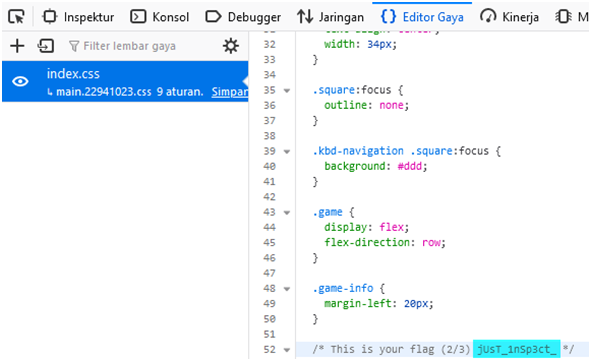 Inspektur Konsol Debugger Jaringan Editor Gaya Kinerja M
Filter lembar gaya
index.css
↳ main.22941023.css 9 aturan. Simpan
32 width: 34px;
33 }
34
35 .square:focus {
36 outline: none;
37 }
38
39 .kbd-navigation .square:focus {
40 background: #ddd;
41 }
42
43 .game {
44 display: flex;
45 flex-direction: row;
46 }
47
48 .game-info {
49 margin-left: 20px;
50 }
51
52 /* This is your flag (2/3) jUsT_1nSp3ct_ */